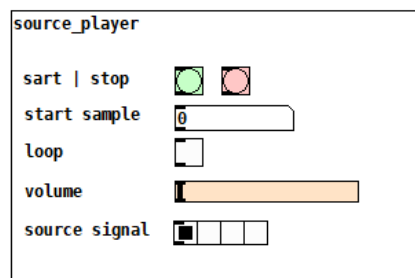 source_player
sart | stop
start sample
0
loop
volume
source signal